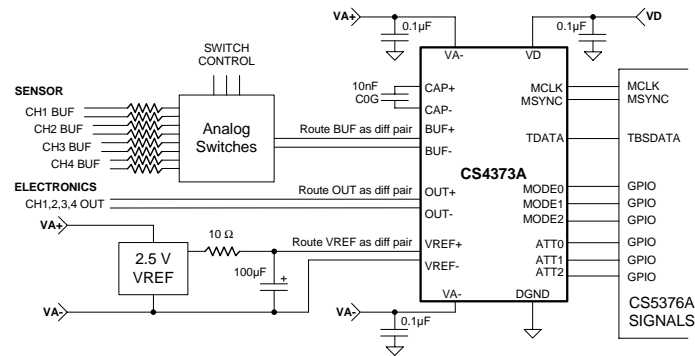 VA+
0.1µF
0.1µF
VD
SWITCH
CONTROL
VA-
VD
SENSOR
CH1 BUF
CH2 BUF
CH3 BUF
CH4 BUF
Analog
Switches
10nF
C0G
CAP+
CAP-
Route BUF as diff pair
BUF+
BUF-
CS4373A
MCLK
MSYNC
MCLK
MSYNC
TDATA
TBSDATA
ELECTRONICS
CH1,2,3,4 OUT
Route OUT as diff pair
OUT+
OUT-
MODE0
MODE1
MODE2
GPIO
GPIO
GPIO
VA+
2.5 V
VREF
10 Ω
Route VREF as diff pair
100µF
+
VREF+
VREF-
ATT0
ATT1
ATT2
GPIO
GPIO
GPIO
VA-
VA-
0.1µF
VA-
DGND
CS5376A
SIGNALS